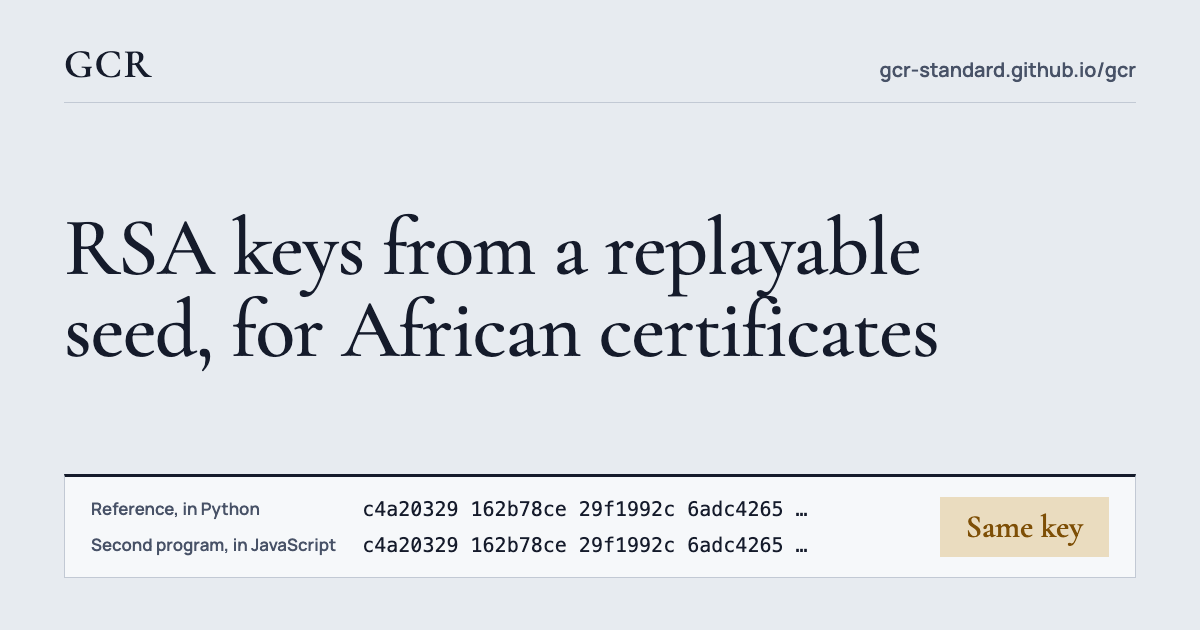 GCR
gcr-standard.github.io/gcr
RSA keys from a replayable
seed, for African certificates
Reference, in Python
c4a20329 162b78ce 29f1992c 6adc4265 …
Second program, in JavaScript
c4a20329 162b78ce 29f1992c 6adc4265 …
Same key